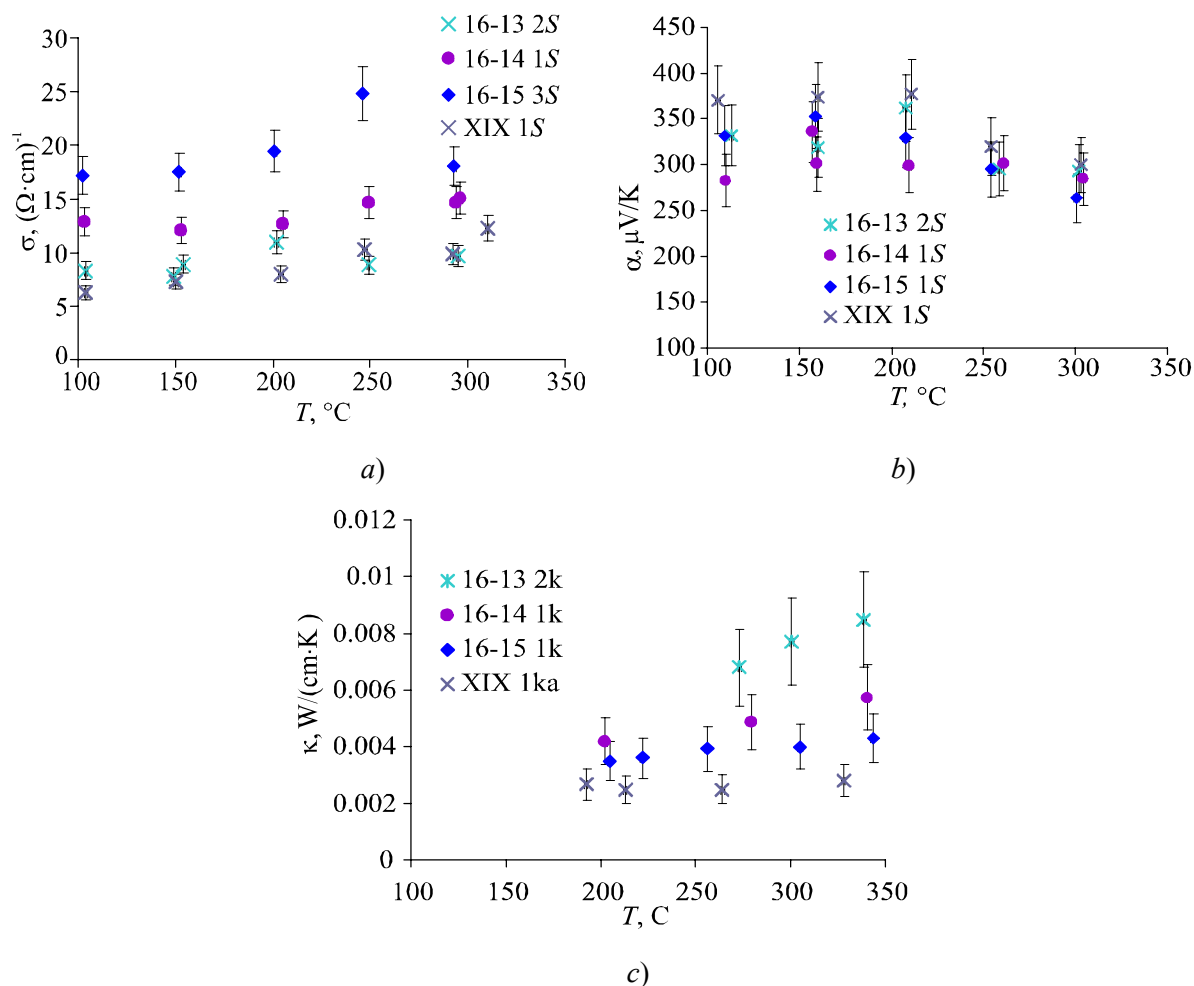 16-13 2S
16-14 1S
16-15 3S
XIX 1S
30
25
20
15
10
5
0
σ, (Ω·cm)⁻¹
100 150 200 250 300 350
T, °C
a)
450
400
350
300
250
200
150
100
α, μV/K
16-13 2S
16-14 1S
16-15 1S
XIX 1S
100 150 200 250 300 350
T, °C
b)
0.012
0.01
0.008
0.006
0.004
0.002
0
κ, W/(cm·K )
16-13 2k
16-14 1k
16-15 1k
XIX 1ka
100 150 200 250 300 350
T, C
c)